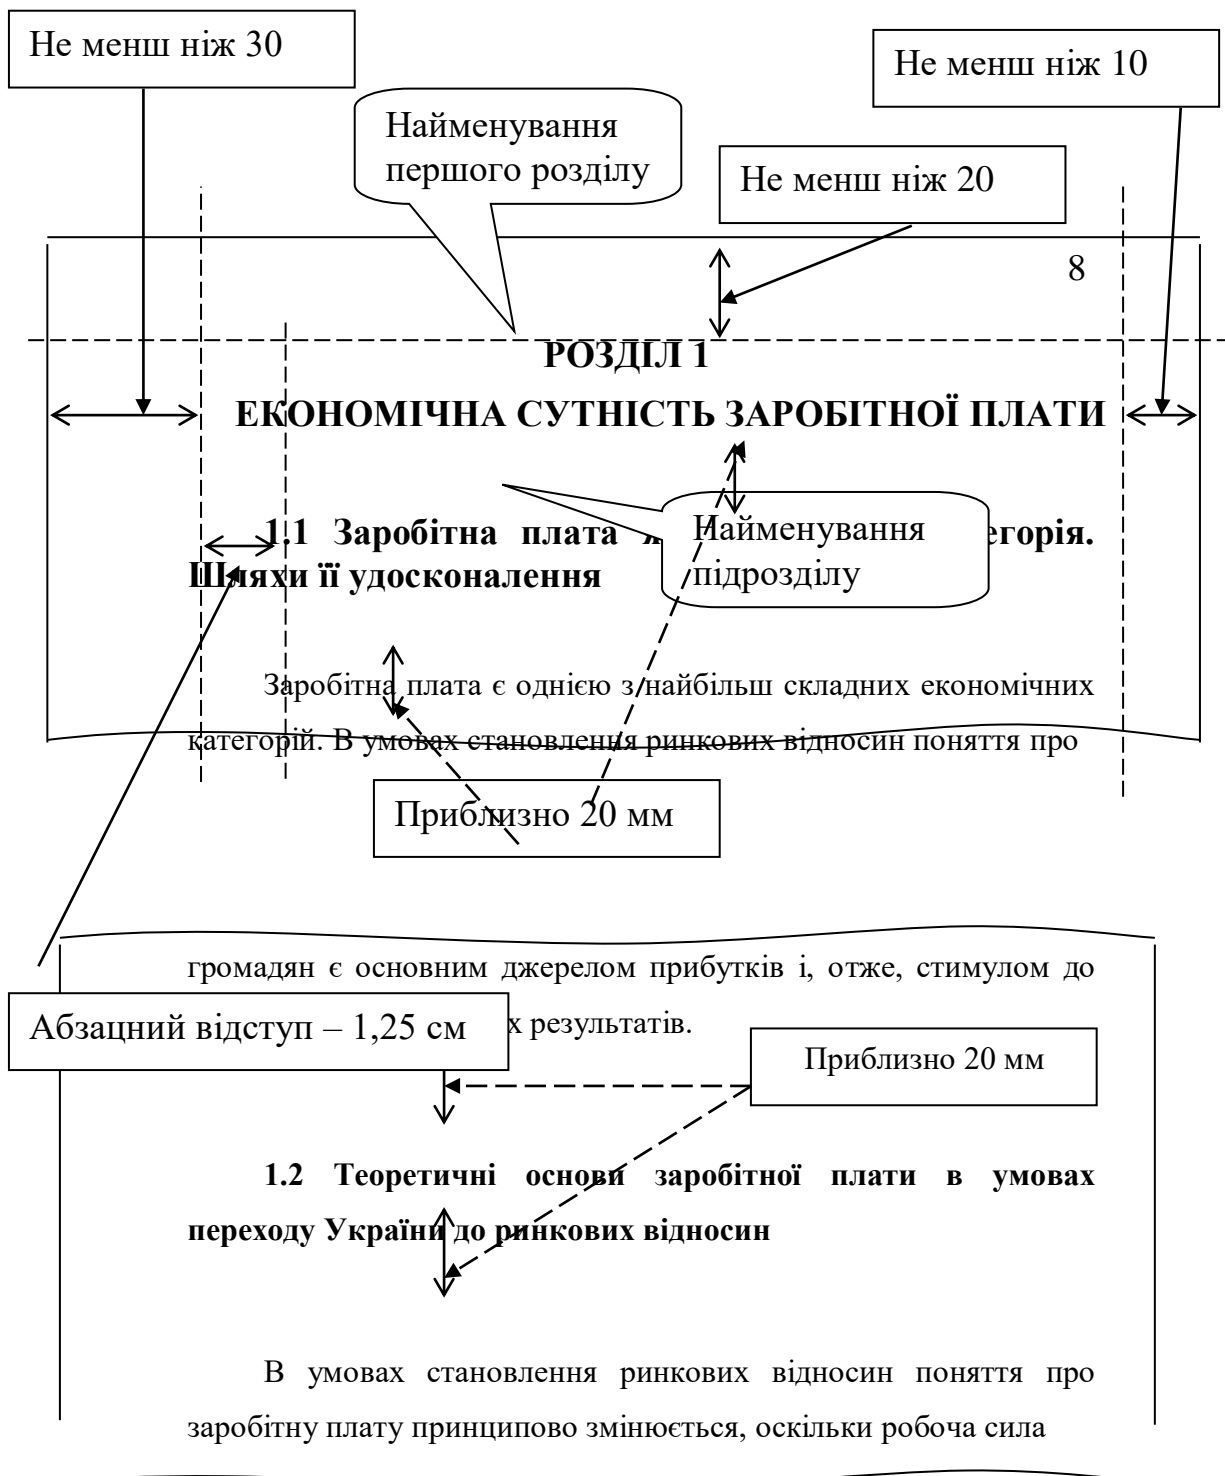 Не менш ніж 30
Не менш ніж 10
Найменування
першого розділу
Не менш ніж 20
8
РОЗДІЛ 1
ЕКОНОМІЧНА СУТНІСТЬ ЗАРОБІТНОЇ ПЛАТИ
1.1 Заробітна плата
Шляхи її удосконалення
Найменування
підрозділу
Заробітна плата є однією з найбільш складних економічних
категорій. В умовах становлення ринкових відносин поняття про
Приблизно 20 мм
громадян є основним джерелом прибутків і, отже, стимулом до
результатів.
Абзацний відступ – 1,25 см
Приблизно 20 мм
1.2 Теоретичні основи заробітної плати в умовах
переходу України до ринкових відносин
В умовах становлення ринкових відносин поняття про
заробітну плату принципово змінюється, оскільки робоча сила